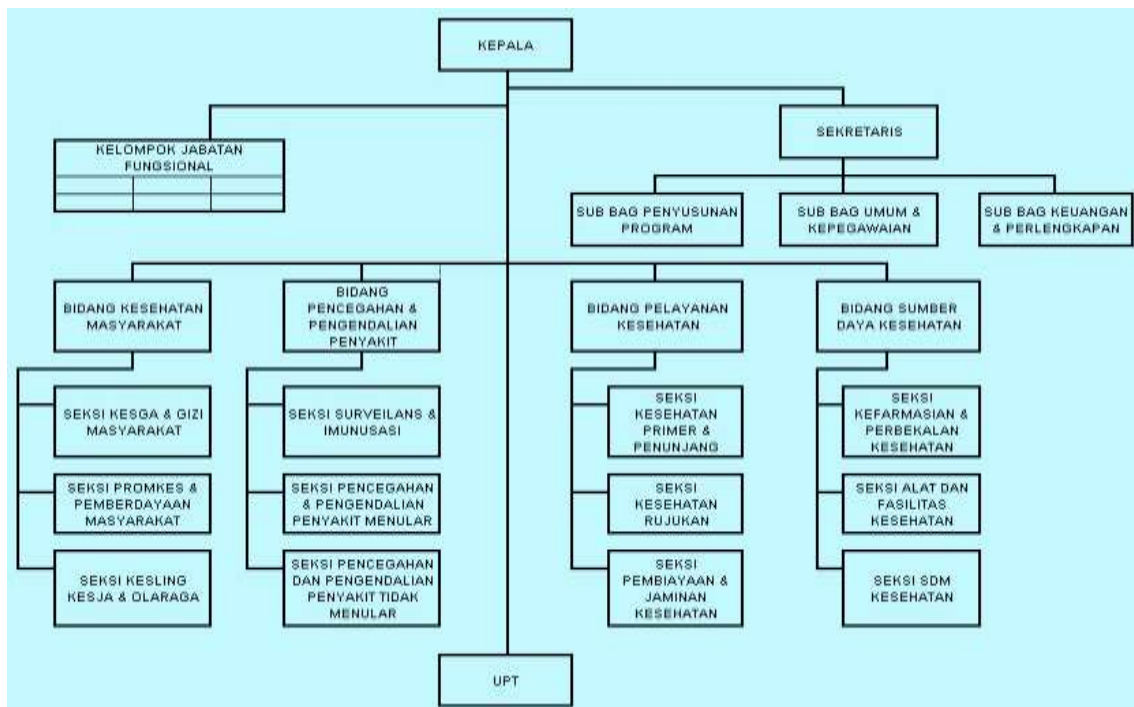 KEPALA
SEKRETARIS
KELOMPOK JABATAN
FUNGSIONAL
SUB BAG PENYUSUNAN
PROGRAM
SUB BAG UMUM &
KEPEGAWAIAN
SUB BAG KEUANGAN
& PERLENGKAPAN
BIDANG KESEHATAN
MASYARAKAT
BIDANG
PENCEGAHAN &
PENGENDALIAN
PENYAKIT
BIDANG PELAYANAN
KESEHATAN
BIDANG SUMBER
DAYA KESEHATAN
SEKSI KESGA & GIZI
MASYARAKAT
SEKSI SURVEILANS &
IMUNUSASI
SEKSI
KESEHATAN
PRIMER &
PENUNJANG
SEKSI
KEFARMASIAN &
PERBEKALAN
KESEHATAN
SEKSI PROMKES &
PEMBERDAYAAN
MASYARAKAT
SEKSI PENCEGAHAN
& PENGENDALIAN
PENYAKIT MENULAR
SEKSI
KESEHATAN
RUJUKAN
SEKSI ALAT DAN
FASILITAS
KESEHATAN
SEKSI KESLING
KESJA & OLARAGA
SEKSI PENCEGAHAN
DAN PENGENDALIAN
PENYAKIT TIDAK
MENULAR
SEKSI
PEMBIAYAAN &
JAMINAN
KESEHATAN
SEKSI SDM
KESEHATAN
UPT